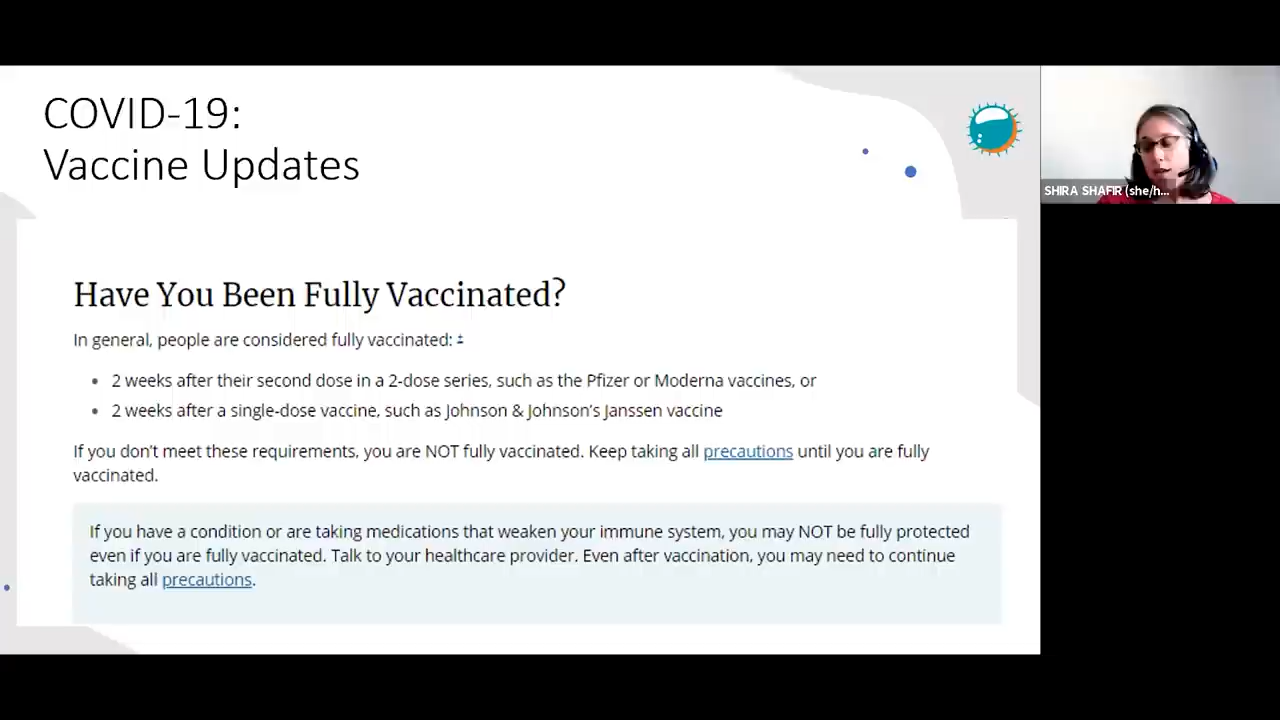 COVID-19:
Vaccine Updates
SHIRA SHAFIR (she/h...
Have You Been Fully Vaccinated?
In general, people are considered fully vaccinated: ±
• 2 weeks after their second dose in a 2-dose series, such as the Pfizer or Moderna vaccines, or
• 2 weeks after a single-dose vaccine, such as Johnson & Johnson’s Janssen vaccine
If you don’t meet these requirements, you are NOT fully vaccinated. Keep taking all precautions until you are fully
vaccinated.
If you have a condition or are taking medications that weaken your immune system, you may NOT be fully protected
even if you are fully vaccinated. Talk to your healthcare provider. Even after vaccination, you may need to continue
taking all precautions.